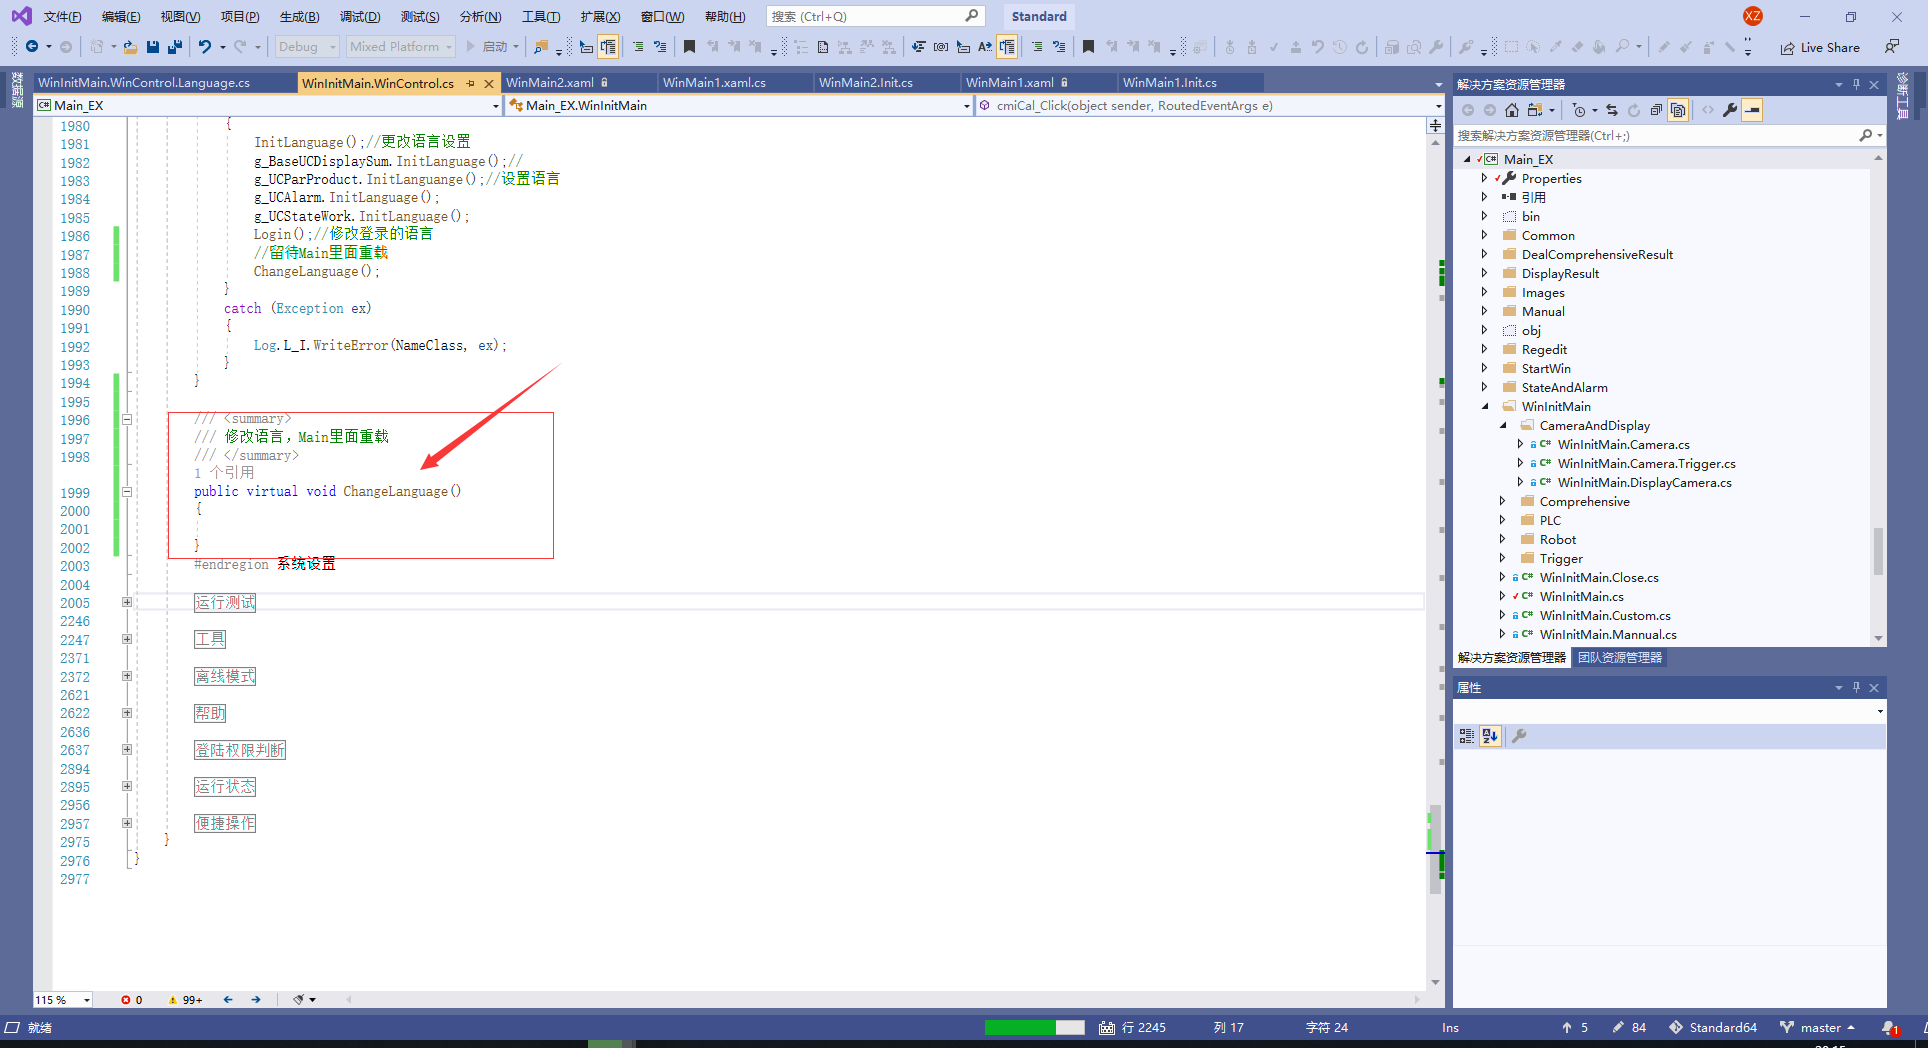 文件(F) 编辑(E) 视图(V) 项目(P) 生成(B) 调试(D) 测试(S) 分析(N) 工具(T) 扩展(X) 窗口(W) 帮助(H) 搜索 (Ctrl+Q) Standard XZ
Debug Mixed Platform 启动 Live Share
数据源
WinInitMain.WinControl.Language.cs WinInitMain.WinControl.cs WinMain2.xaml WinMain1.xaml.cs WinMain2.Init.cs WinMain1.xaml WinMain1.Init.cs
Main_EX Main_EX.WinInitMain cmiCal_Click(object sender, RoutedEventArgs e)
1980 {
1981 InitLanguage();//更改语言设置
1982 g_BaseUCDisplaySum.InitLanguage();//
1983 g_UCParProduct.InitLanguange();//设置语言
1984 g_UCAlarm.InitLanguage();
1985 g_UCStateWork.InitLanguage();
1986 Login();//修改登录的语言
1987 //留待Main里面重载
1988 ChangeLanguage();
1989 }
1990 catch (Exception ex)
1991 {
1992 Log.L_I.WriteError(NameClass, ex);
1993 }
1994 }
1995
1996 /// <summary>
1997 /// 修改语言，Main里面重载
1998 /// </summary>
1 个引用
1999 public virtual void ChangeLanguage()
2000 {
2001
2002 }
2003 #endregion 系统设置
2004
2005 运行测试
2246
2247 工具
2371
2372 离线模式
2621
2622 帮助
2636
2637 登陆权限判断
2894
2895 运行状态
2956
2957 便捷操作
2975 }
2976 }
2977
115 % 0 99+
解决方案资源管理器
诊断工具
搜索解决方案资源管理器(Ctrl+;)
Main_EX
Properties
引用
bin
Common
DealComprehensiveResult
DisplayResult
Images
Manual
obj
Regedit
StartWin
StateAndAlarm
WinInitMain
CameraAndDisplay
WinInitMain.Camera.cs
WinInitMain.Camera.Trigger.cs
WinInitMain.DisplayCamera.cs
Comprehensive
PLC
Robot
Trigger
WinInitMain.Close.cs
WinInitMain.cs
WinInitMain.Custom.cs
WinInitMain.Mannual.cs
解决方案资源管理器 团队资源管理器
属性
就绪 行 2245 列 17 字符 24 Ins 5 84 Standard64 master 1